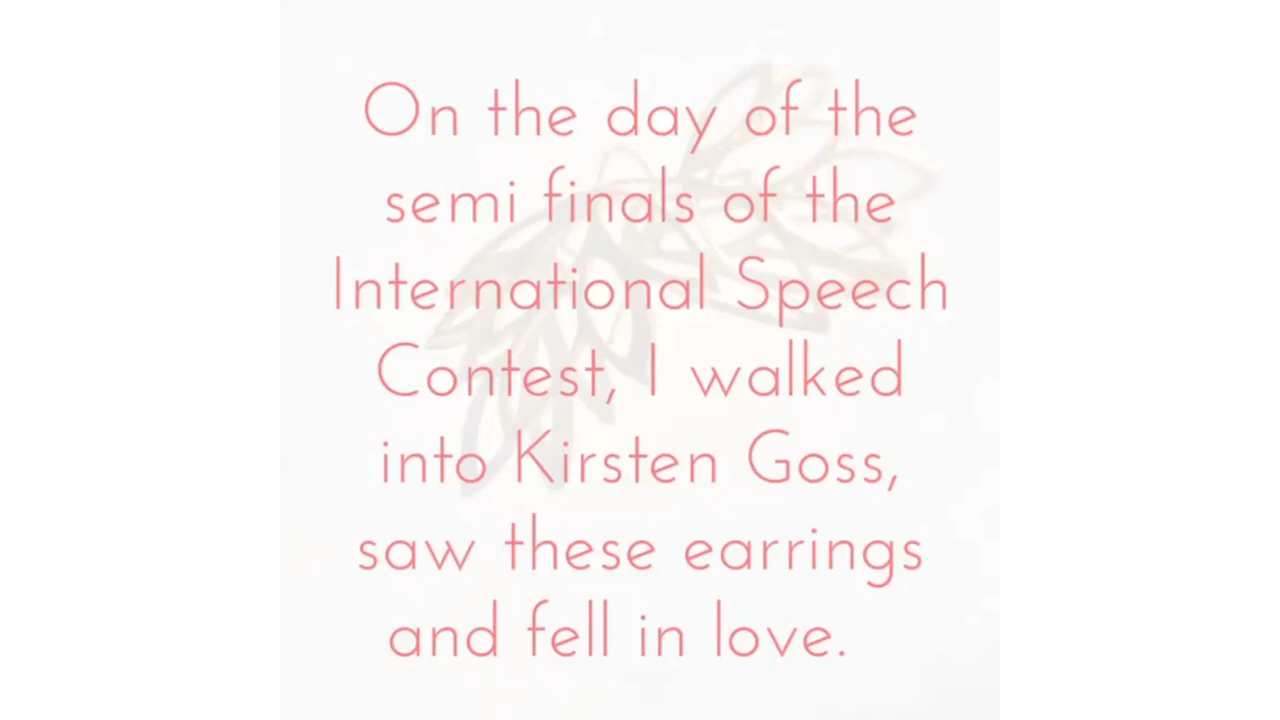 On the day of the
semi finals of the
International Speech
Contest, I walked
into Kirsten Goss,
saw these earrings
and fell in love.